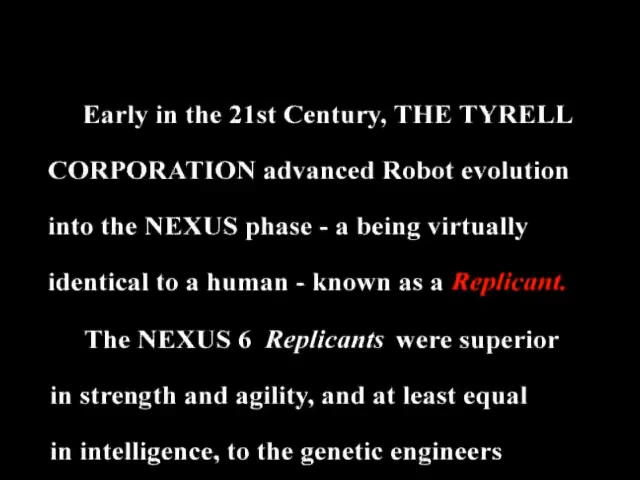 Early in the 21st Century, THE TYRELL
CORPORATION advanced Robot evolution
into the NEXUS phase - a being virtually
identical to a human - known as a Replicant.
The NEXUS 6 Replicants were superior
in strength and agility, and at least equal
in intelligence, to the genetic engineers